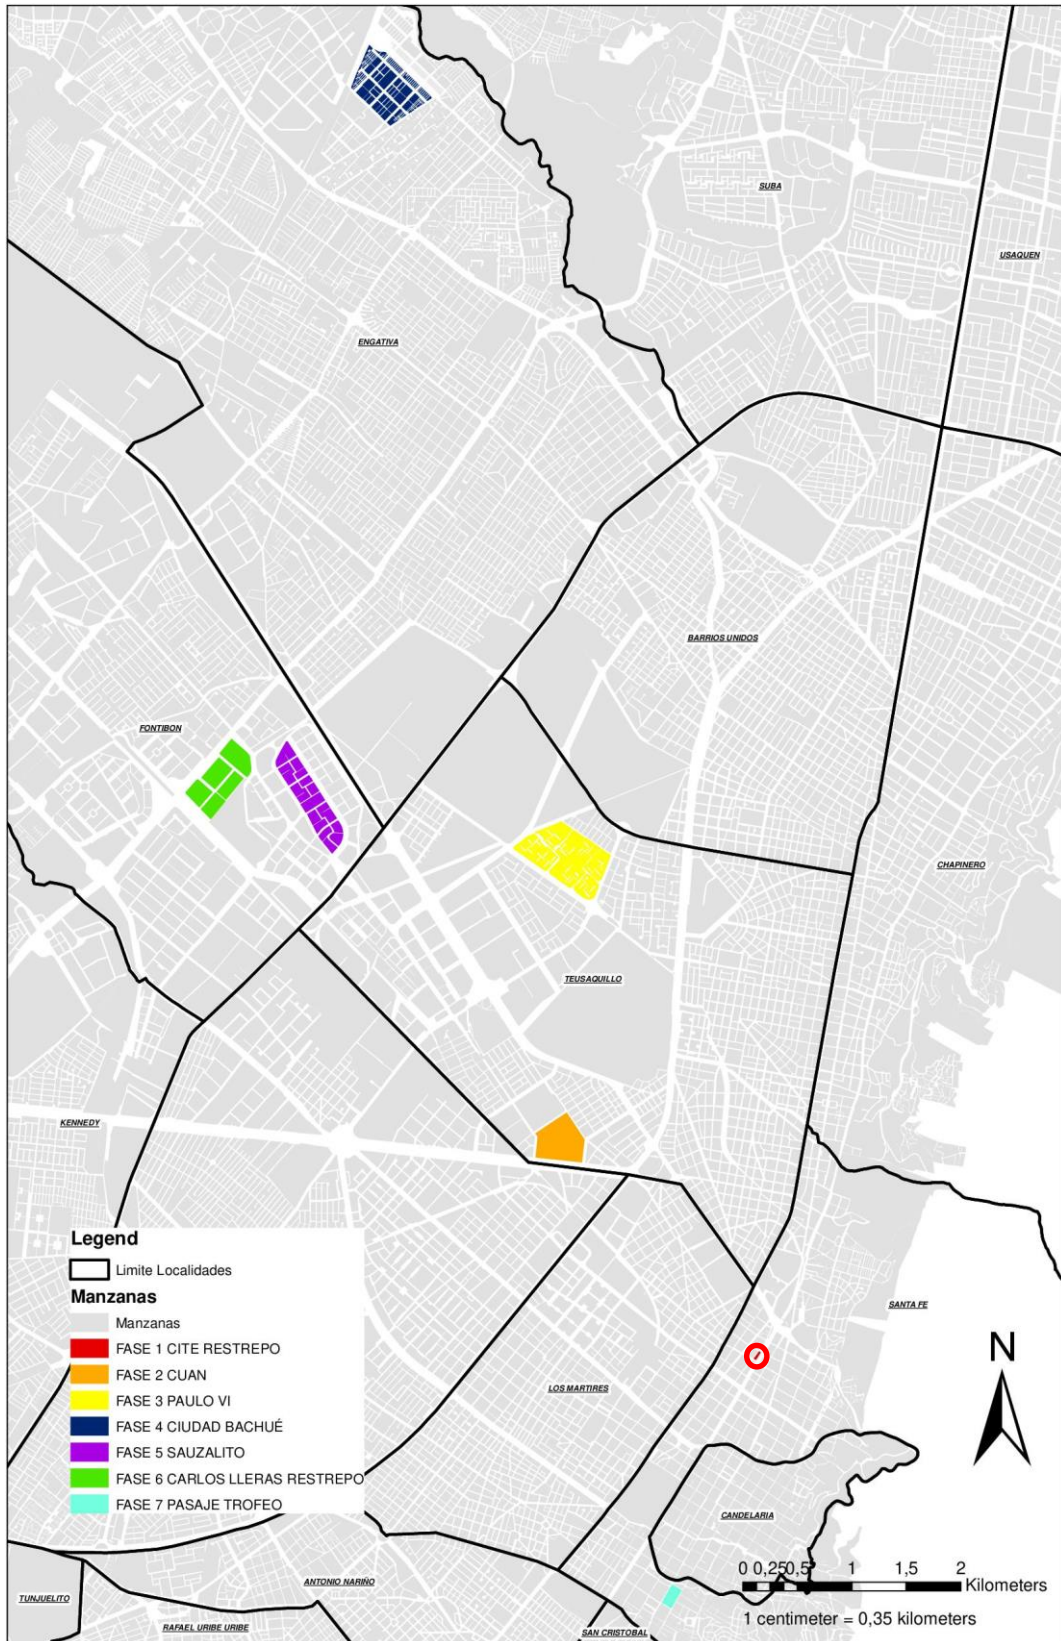 SUBA
USAQUEN
ENGATIVA
BARRIOS UNIDOS
FONTIBON
CHAPINERO
TEUSAQUILLO
KENNEDY
Legend
Limite Localidades
Manzanas
Manzanas
FASE 1 CITE RESTREPO
FASE 2 CUAN
FASE 3 PAULO VI
FASE 4 CIUDAD BACHUÉ
FASE 5 SAUZALITO
FASE 6 CARLOS LLERAS RESTREPO
FASE 7 PASAJE TROFEO
SANTA FE
N
LOS MARTIRES
CANDELARIA
0 0,25 0,5 1 1,5 2
Kilometers
1 centimeter = 0,35 kilometers
ANTONIO NARIÑO
TUNJUELITO
RAFAEL URIBE URIBE
SAN CRISTOBAL